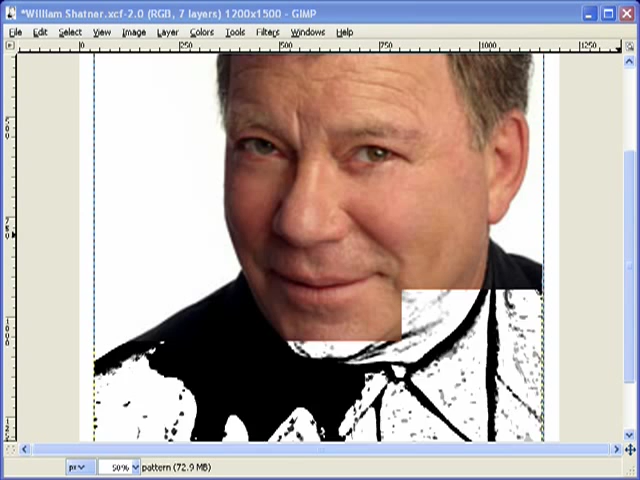 *William Shatner.xcf-2.0 (RGB, 7 layers) 1200x1500 - GIMP
File Edit Select View Image Layer Colors Tools Filters Windows Help
0 250 500 750 1000 1250
px 50% pattern (72.9 MB)